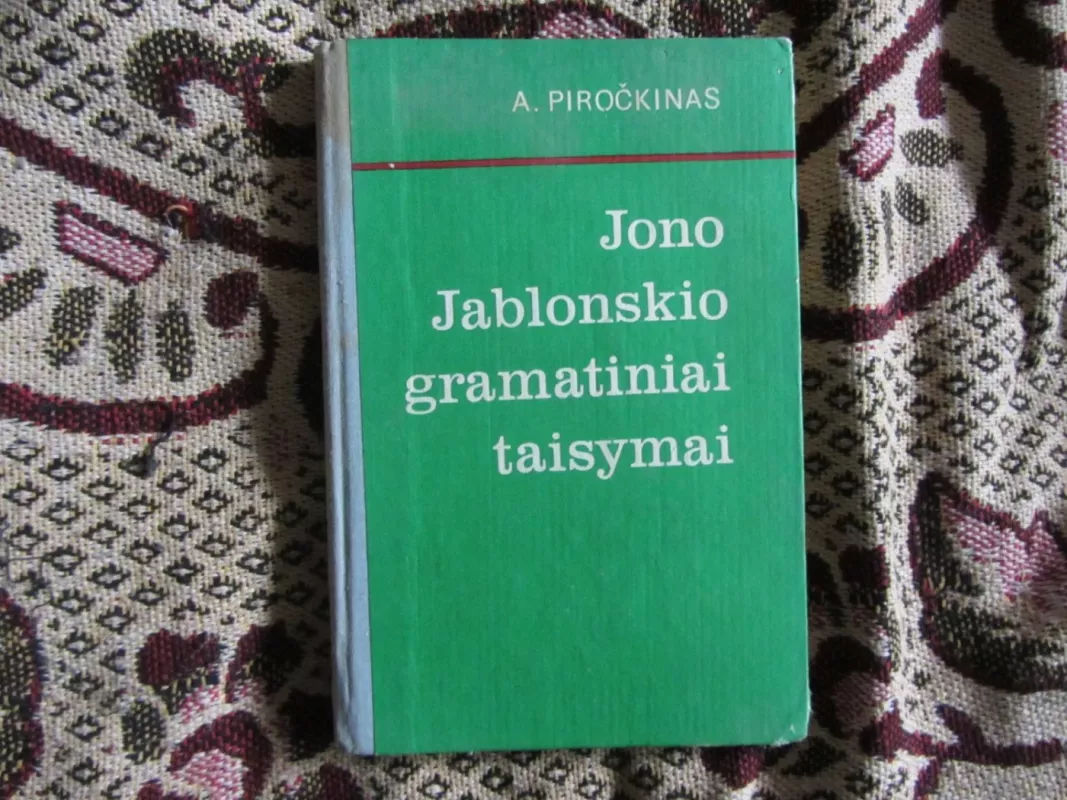 A. PIROČKINAS
Jono
Jablonskio
gramatiniai
taisymai